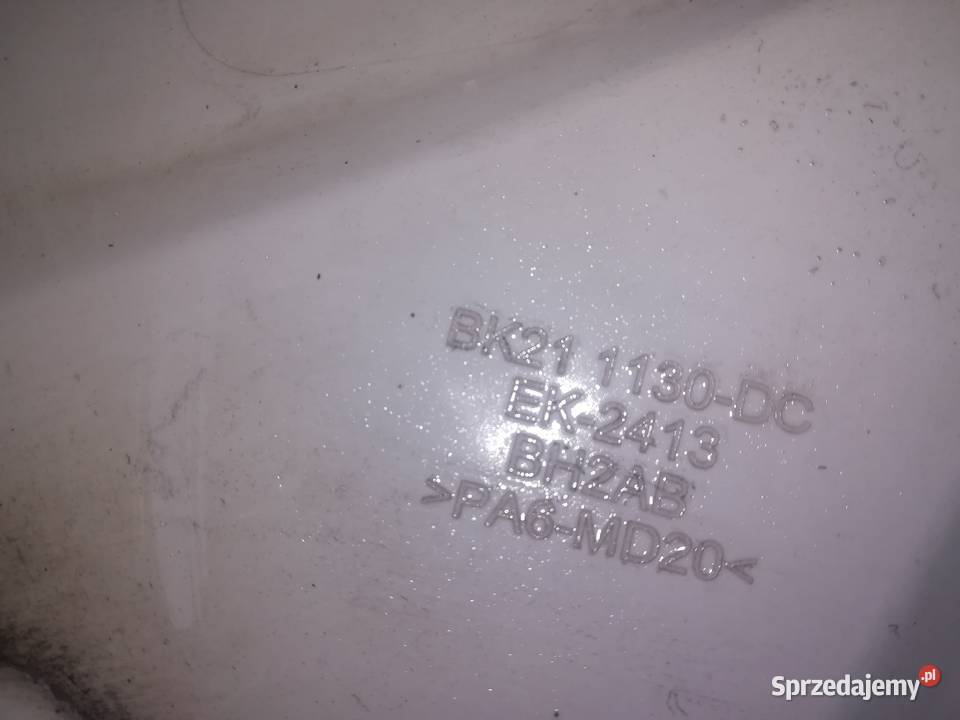 BK21 1130-DC
EK-2413
BH2AB
>PA6-MD20<
Sprzedajemy.pl